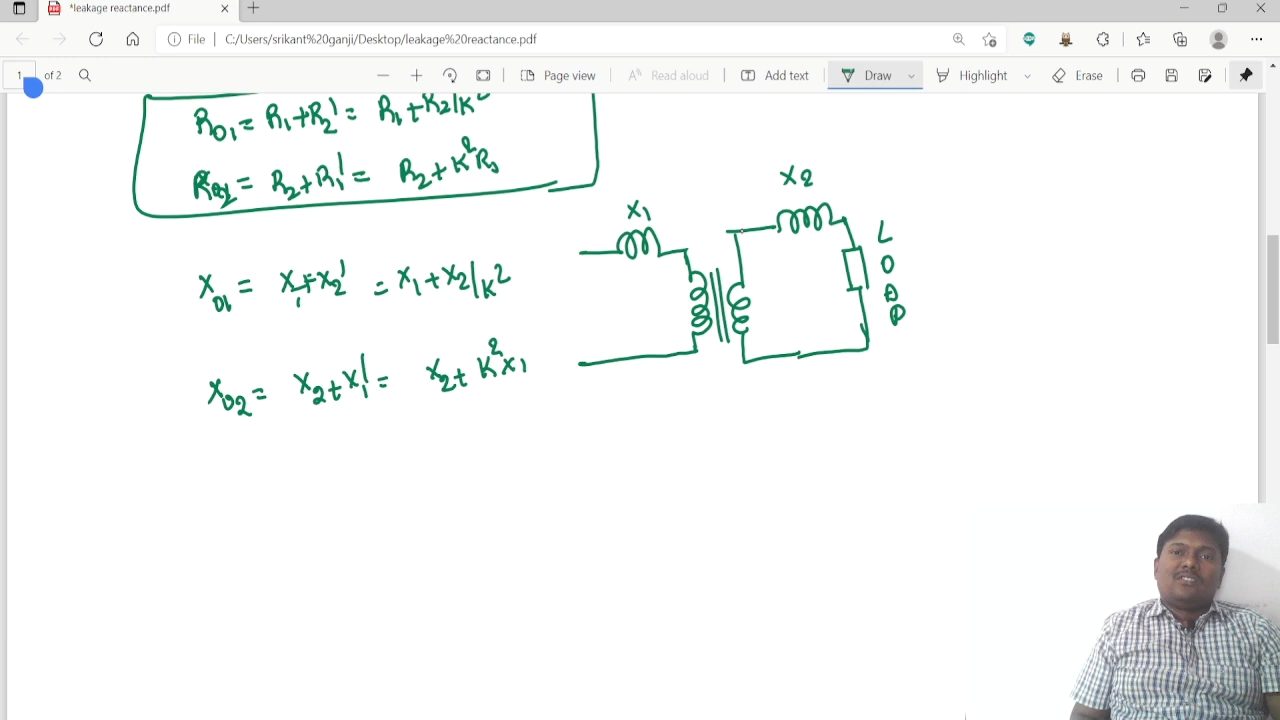 *leakage reactance.pdf
File C:/Users/srikant%20ganji/Desktop/leakage%20reactance.pdf
1 of 2 Page view Read aloud Add text Draw Highlight Erase
R01 = R1+R2' = R1+R2/K²
R02 = R2+R1' = R2+K²R1
X01 = X1+X2' = X1+X2/K²
X02 = X2+X1' = X2+K²X1
X1
X2
LOAD